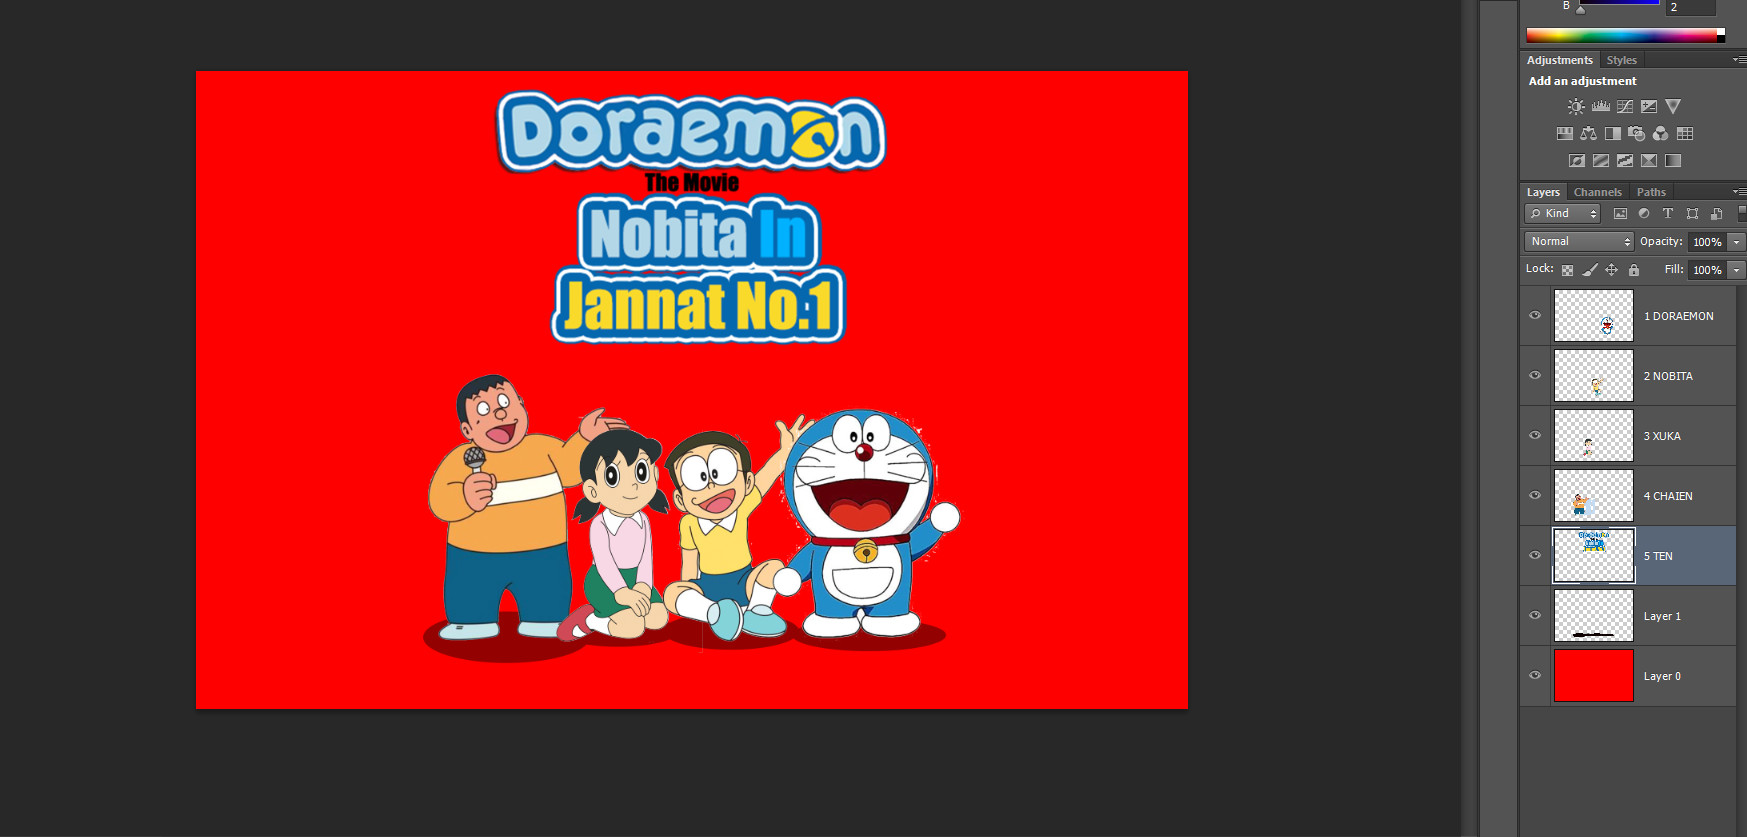 B 2
Adjustments Styles
Add an adjustment
Doraemon
The Movie
Nobita In
Jannat No.1
Layers Channels Paths
Kind
Normal Opacity: 100%
Lock: Fill: 100%
1 DORAEMON
2 NOBITA
3 XUKA
4 CHAIEN
5 TEN
Layer 1
Layer 0